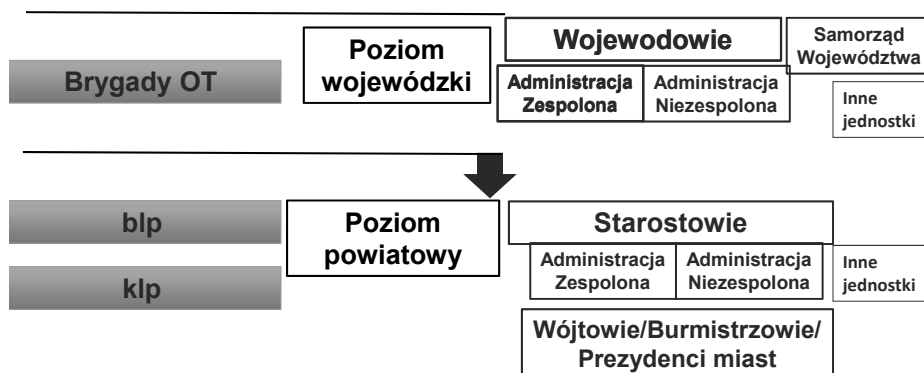 Brygady OT
Poziom
wojewódzki
Wojewodowie
Administracja
Zespolona
Administracja
Niezespolona
Samorząd
Województwa
Inne
jednostki
blp
klp
Poziom
powiatowy
Starostowie
Administracja
Zespolona
Administracja
Niezespolona
Inne
jednostki
Wójtowie/Burmistrzowie/
Prezydenci miast